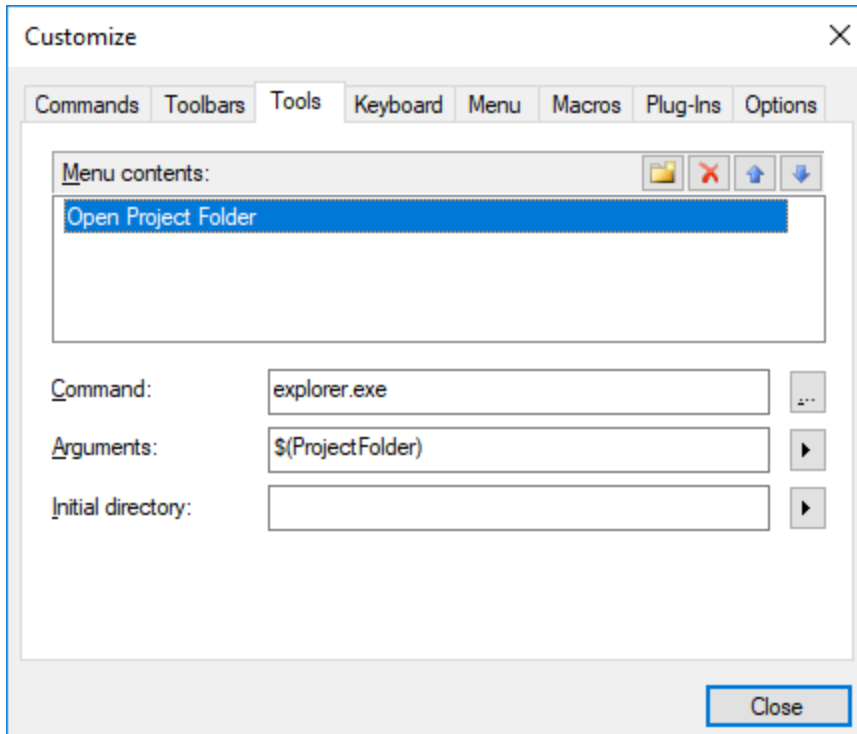 Customize
Commands Toolbars Tools Keyboard Menu Macros Plug-Ins Options
Menu contents:
Open Project Folder
Command: explorer.exe ...
Arguments: $(ProjectFolder)
Initial directory:
Close